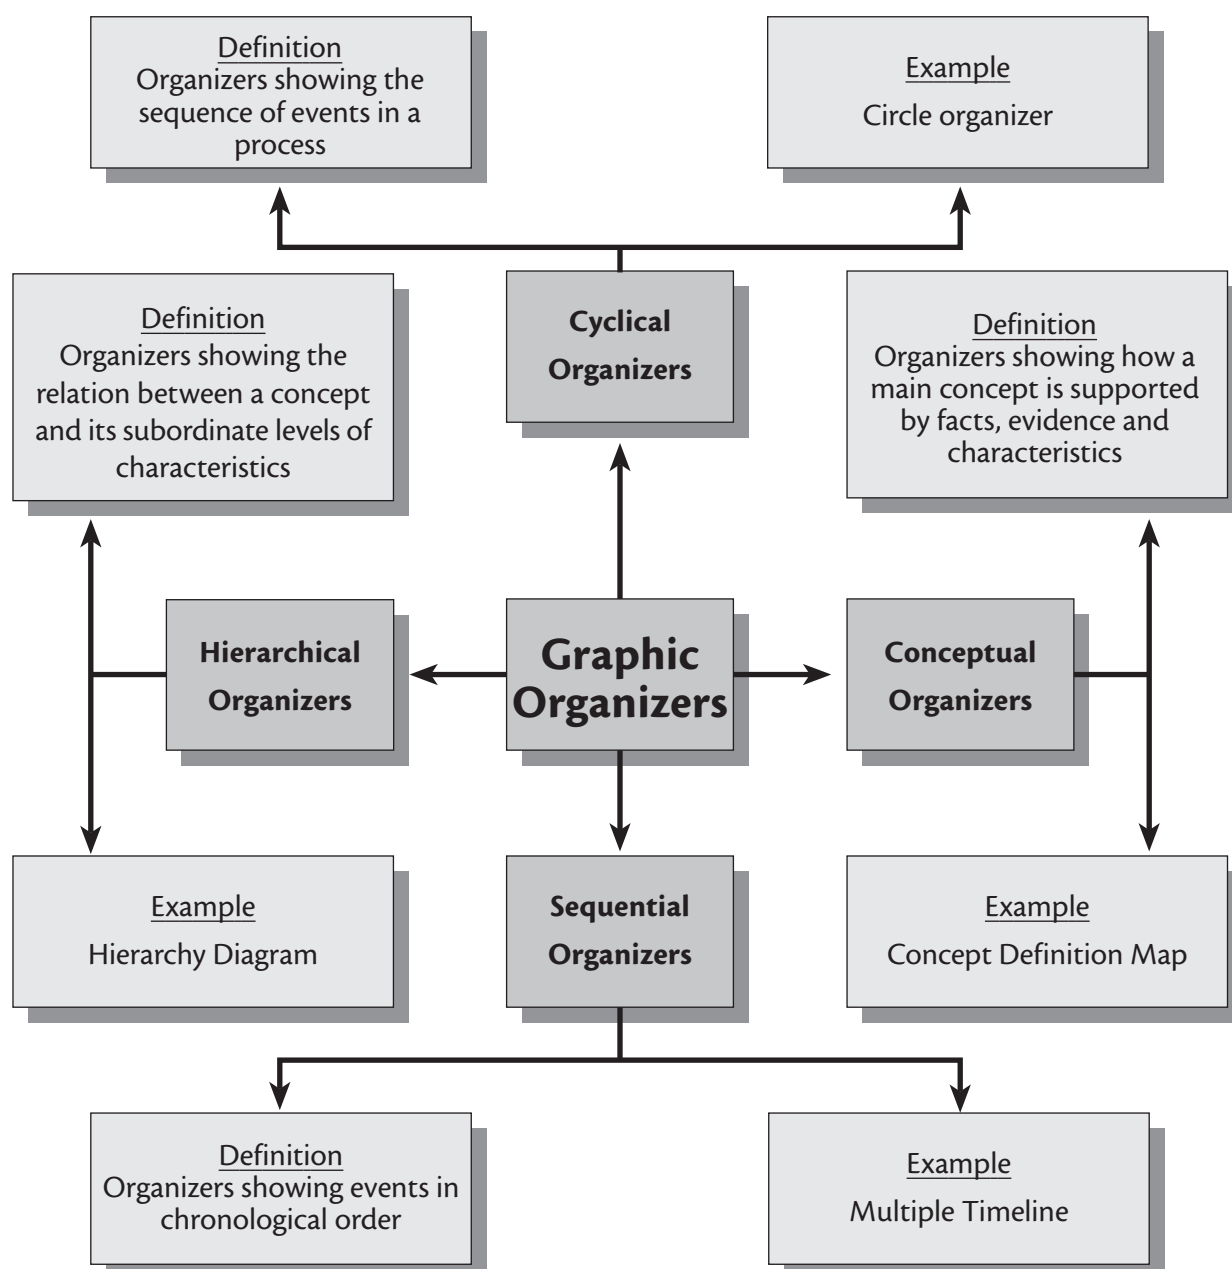 Definition
Organizers showing the
sequence of events in a
process
Example
Circle organizer
Cyclical
Organizers
Definition
Organizers showing the
relation between a concept
and its subordinate levels of
characteristics
Definition
Organizers showing how a
main concept is supported
by facts, evidence and
characteristics
Hierarchical
Organizers
Graphic
Organizers
Conceptual
Organizers
Example
Hierarchy Diagram
Sequential
Organizers
Example
Concept Definition Map
Definition
Organizers showing events in
chronological order
Example
Multiple Timeline